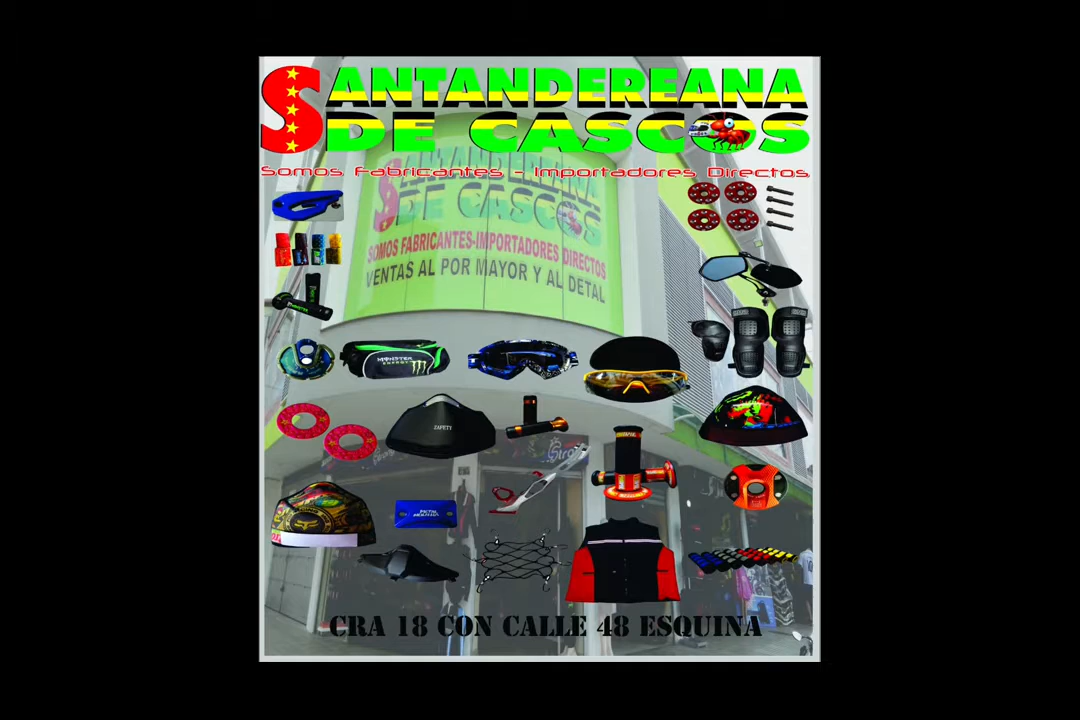 SANTANDEREANA
DE CASCOS
Somos Fabricantes - Importadores Directos
SANTANDEREANA
DE CASCOS
SOMOS FABRICANTES-IMPORTADORES DIRECTOS
VENTAS AL POR MAYOR Y AL DETAL
MONSTER
ENERGY
ZAFETY
CRA 18 CON CALLE 48 ESQUINA